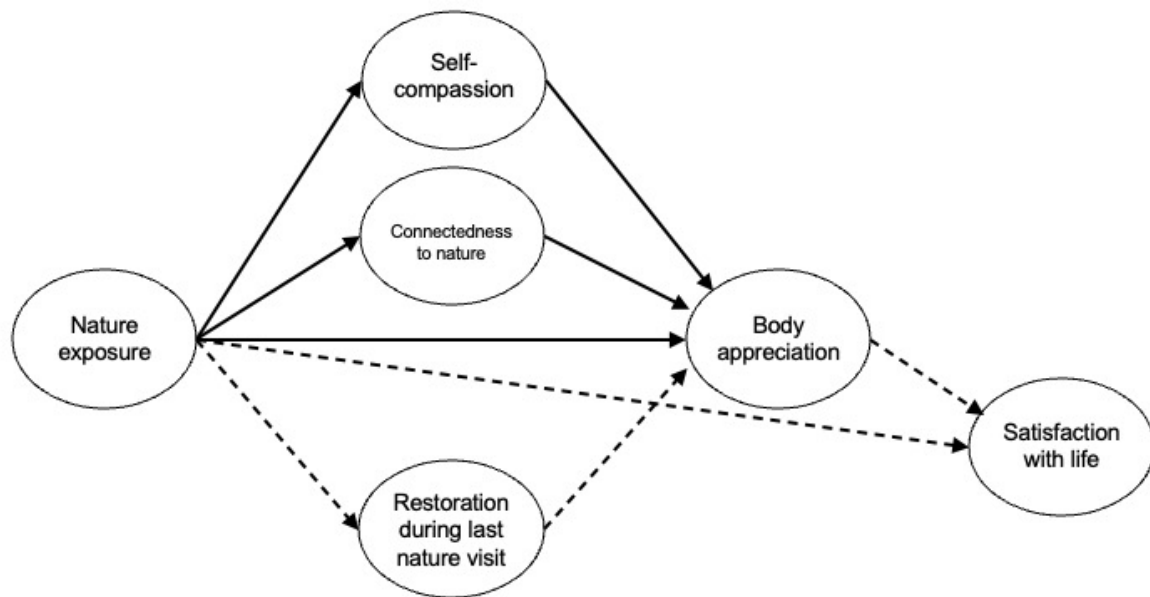 Self-
compassion
Connectedness
to nature
Nature
exposure
Body
appreciation
Satisfaction
with life
Restoration
during last
nature visit